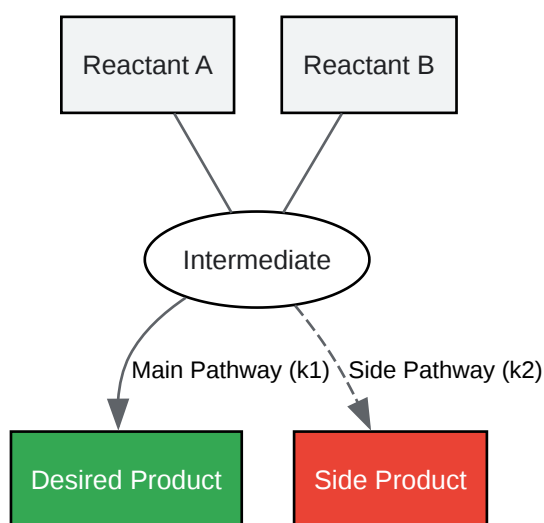 Reactant A
Reactant B
Intermediate
Main Pathway (k1)
Side Pathway (k2)
Desired Product
Side Product